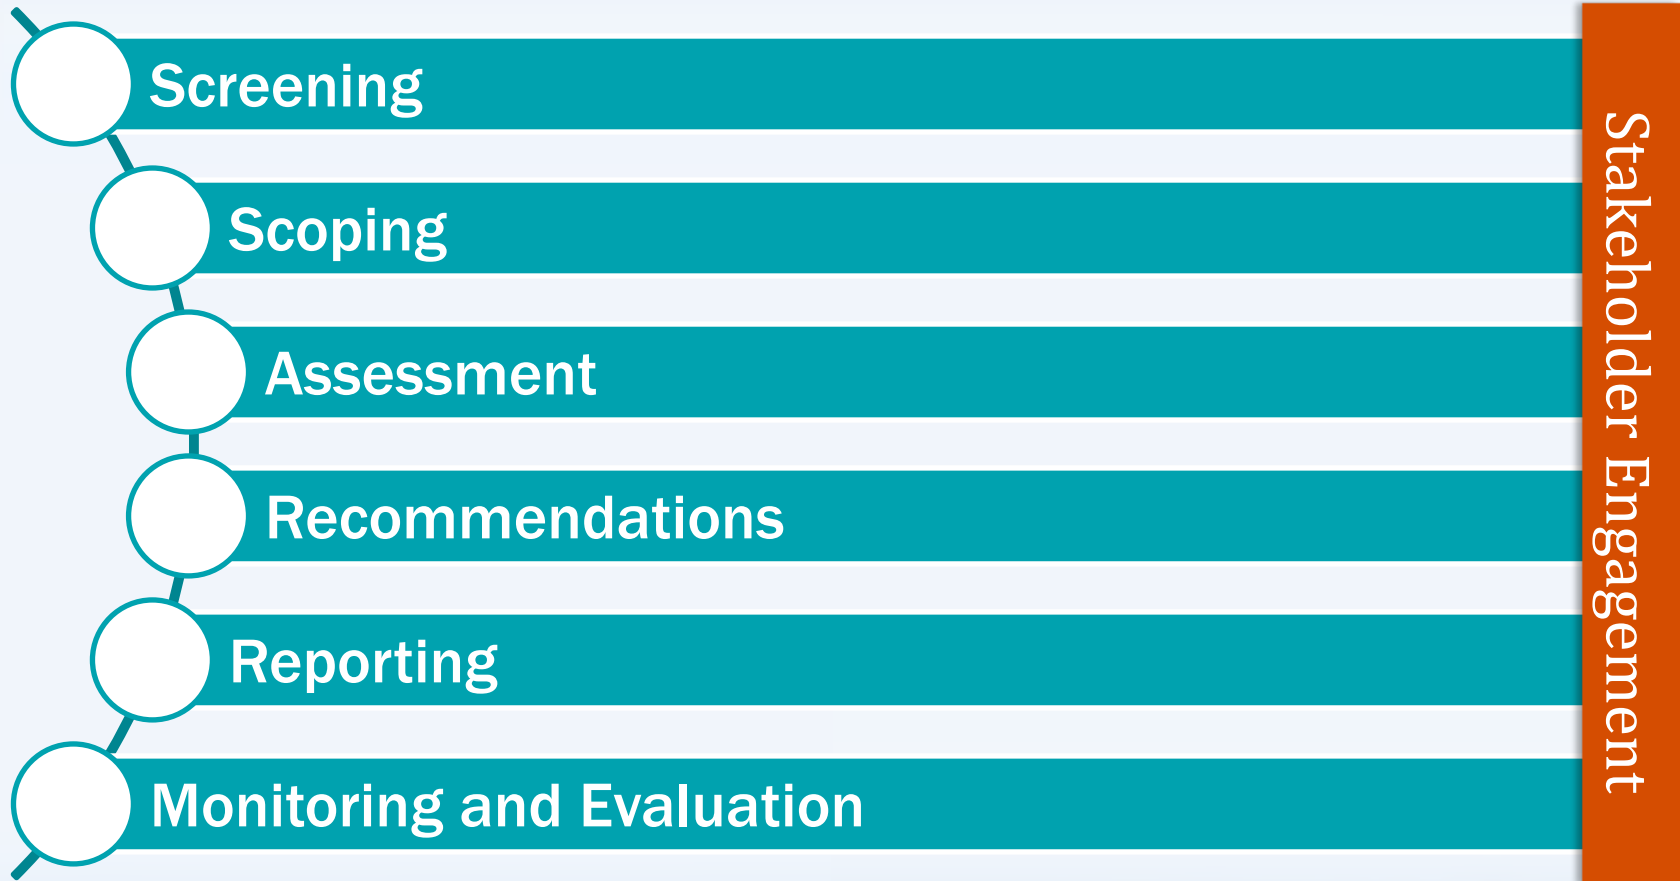 Screening
Scoping
Assessment
Recommendations
Reporting
Monitoring and Evaluation
Stakeholder Engagement